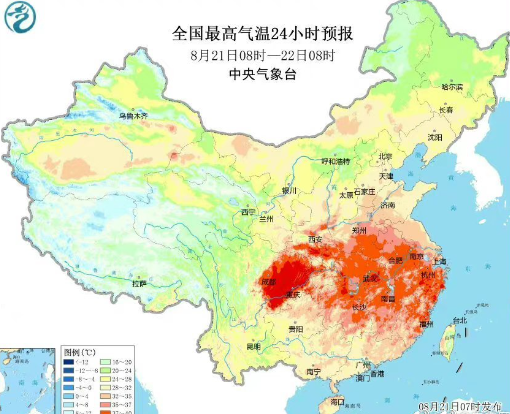 全国最高气温24小时预报
8月21日08时—22日08时
中央气象台
哈尔滨
长春
乌鲁木齐
沈阳
呼和浩特
北京
天津
银川
太原
石家庄
济南
西宁
兰州
郑州
西安
南京
合肥
上海
成都
武汉
杭州
拉萨
重庆
南昌
长沙
贵阳
福州
台北
昆明
广州
南宁
香港
澳门
海口
图例(℃)
<-12
-12~-8
-8~-4
-4~0
0~4
4~8
16~20
20~24
24~28
28~32
32~35
35~37
37~40
08月21日07时发布